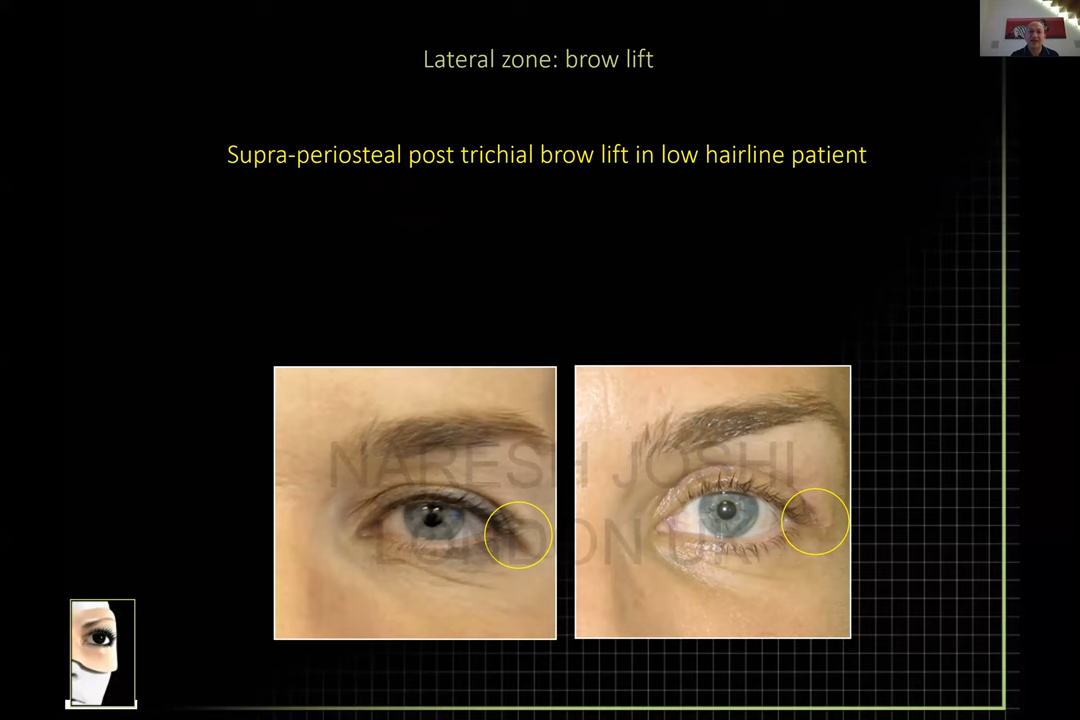 Lateral zone: brow lift
Supra-periosteal post trichial brow lift in low hairline patient
NARESH JOSHI
LONDON UK